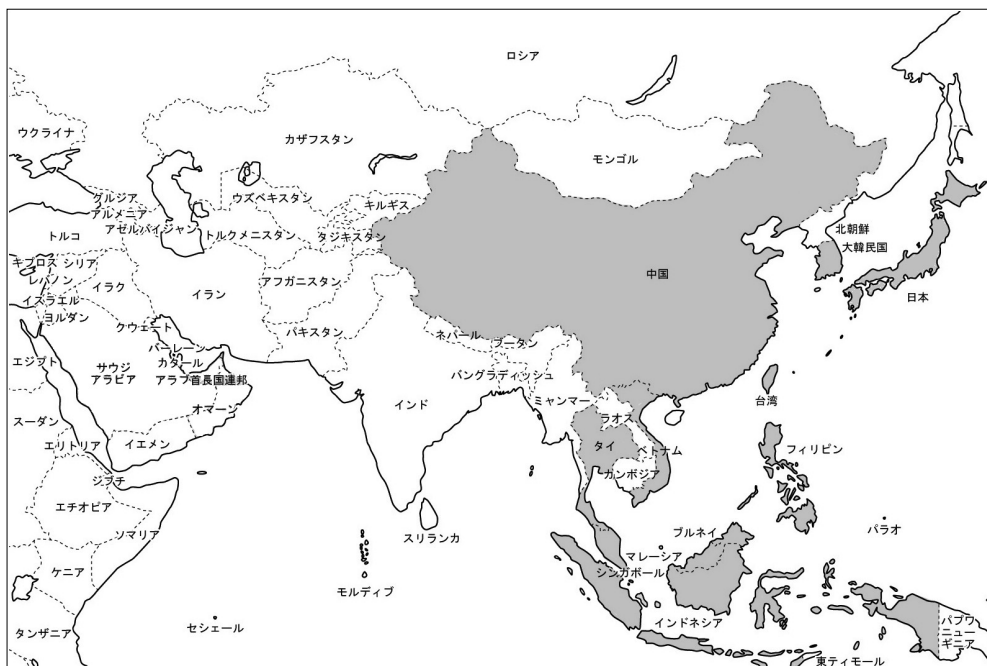 ロシア
ウクライナ
カザフスタン
モンゴル
グルジア
アルメニア
アゼルバイジャン
ウズベキスタン
キルギス
トルクメニスタン
タジキスタン
北朝鮮
大韓民国
日本
トルコ
キプロス
シリア
レバノン
イラク
イスラエル
ヨルダン
イラン
アフガニスタン
中国
クウェート
パキスタン
ネパール
ブータン
エジプト
サウジ
アラビア
バーレーン
カタール
アラブ首長国連邦
オマーン
インド
バングラディッシュ
ミャンマー
ラオス
台湾
スーダン
エリトリア
イエメン
タイ
ベトナム
カンボジア
フィリピン
ジブチ
エチオピア
ソマリア
スリランカ
ブルネイ
パラオ
ケニア
モルディブ
マレーシア
シンガポール
タンザニア
セシェール
インドネシア
東ティモール
パプワ
ニュー
ギニア